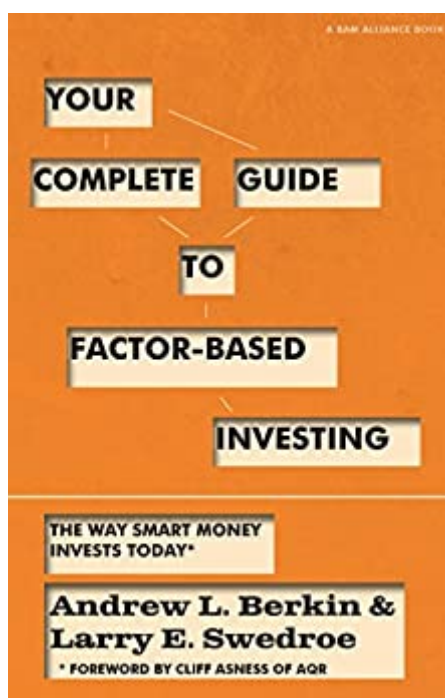 A BAM ALLIANCE BOOK
YOUR
COMPLETE GUIDE
TO
FACTOR-BASED
INVESTING
THE WAY SMART MONEY
INVESTS TODAY*
Andrew L. Berkin &
Larry E. Swedroe
* FOREWORD BY CLIFF ASNESS OF AQR